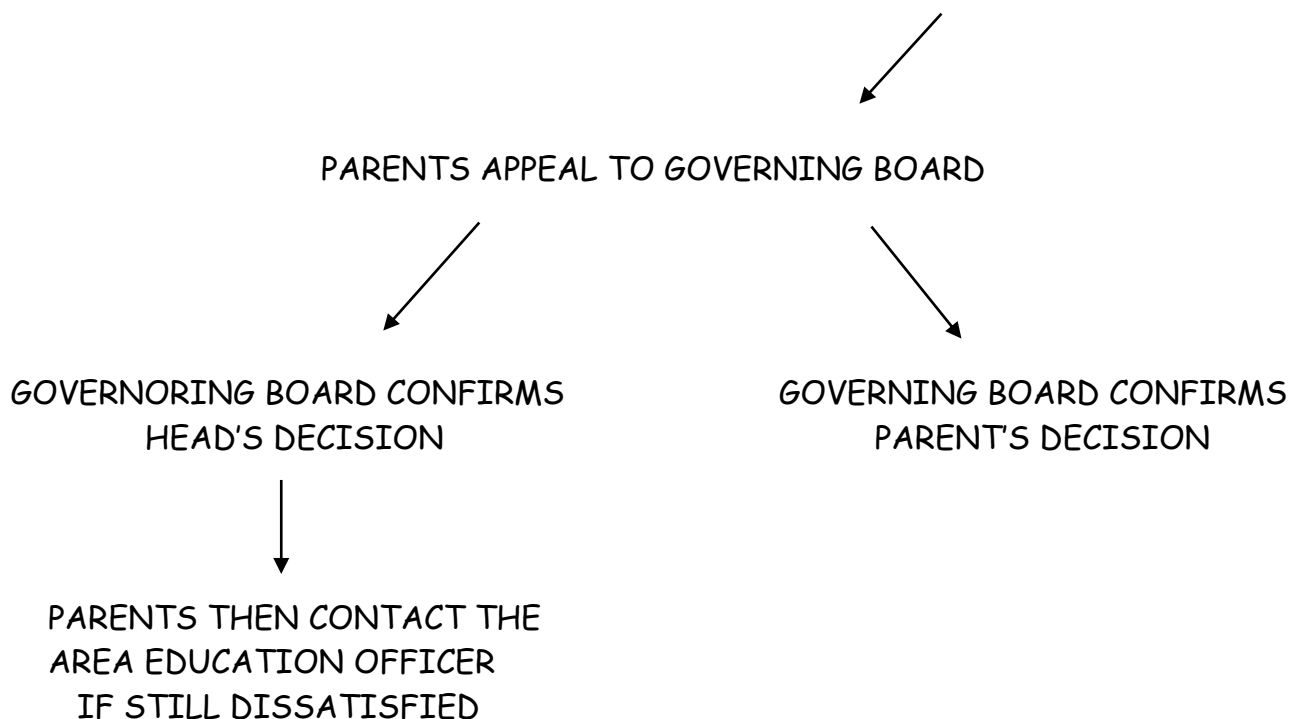 PARENTS APPEAL TO GOVERNING BOARD
GOVERNORING BOARD CONFIRMS
HEAD'S DECISION
GOVERNING BOARD CONFIRMS
PARENT'S DECISION
PARENTS THEN CONTACT THE
AREA EDUCATION OFFICER
IF STILL DISSATISFIED